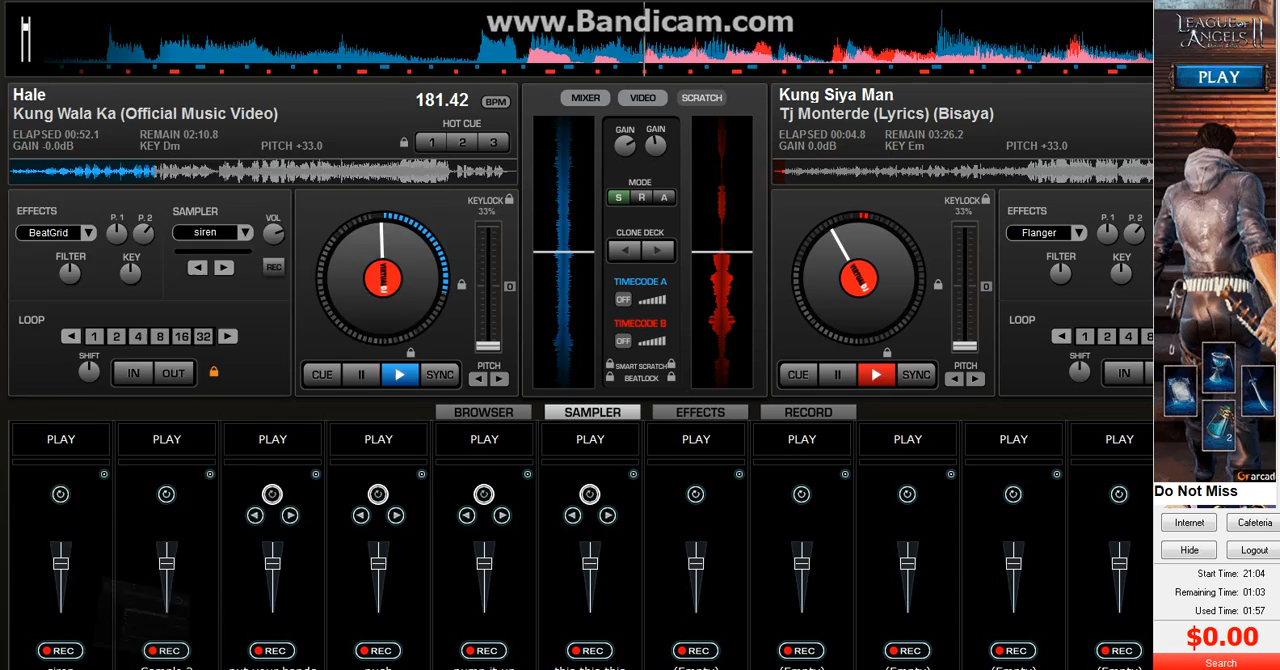 www.Bandicam.com
Hale
Kung Wala Ka (Official Music Video)
ELAPSED 00:52.1 REMAIN 02:10.8
GAIN -0.0dB KEY Dm PITCH +33.0
181.42 BPM
HOT CUE
1 2 3
MIXER VIDEO SCRATCH
Kung Siya Man
Tj Monterde (Lyrics) (Bisaya)
ELAPSED 00:04.8 REMAIN 03:26.2
GAIN 0.0dB KEY Em PITCH +33.0
EFFECTS P. 1 P. 2
BeatGrid
FILTER KEY
SAMPLER VOL
siren
REC
LOOP
1 2 4 8 16 32
SHIFT
IN OUT
KEYLOCK
33%
0
CUE SYNC
PITCH
GAIN GAIN
MODE
S R A
CLONE DECK
TIMECODE A
OFF
TIMECODE B
OFF
SMART SCRATCH
BEATLOCK
VIRTUAL DJ
KEYLOCK
33%
0
CUE SYNC
PITCH
EFFECTS P. 1 P. 2
Flanger
FILTER KEY
LOOP
1 2 4 8
SHIFT
IN
BROWSER SAMPLER EFFECTS RECORD
PLAY PLAY PLAY PLAY PLAY PLAY PLAY PLAY PLAY PLAY PLAY
REC REC REC REC REC REC REC REC REC REC REC
LEAGUE OF
ANGELS II
PLAY
2
arcad
Do Not Miss
Internet Cafeteria
Hide Logout
Start Time: 21:04
Remaining Time: 01:03
Used Time: 01:57
$0.00
Search